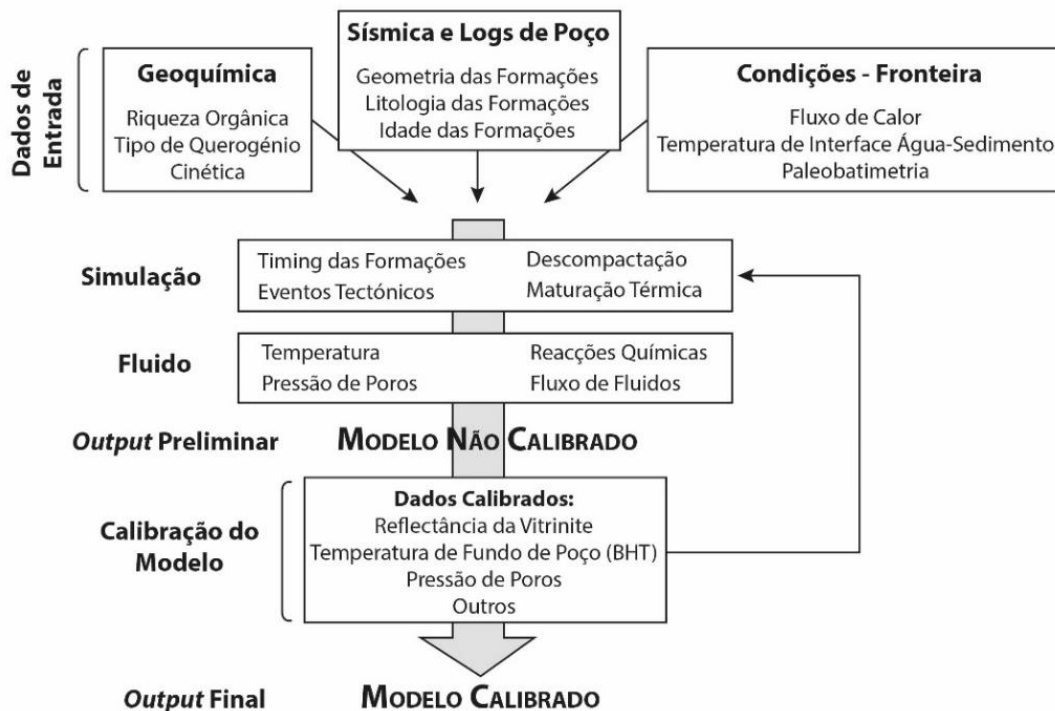 Dados de
Entrada
Geoquímica
Riqueza Orgânica
Tipo de Querogénio
Cinética
Sísmica e Logs de Poço
Geometria das Formações
Litologia das Formações
Idade das Formações
Condições - Fronteira
Fluxo de Calor
Temperatura de Interface Água-Sedimento
Paleobatimetria
Simulação
Timing das Formações
Descompactação
Eventos Tectónicos
Maturação Térmica
Fluido
Temperatura
Reacções Químicas
Pressão de Poros
Fluxo de Fluidos
Output Preliminar
MODELO NÃO CALIBRADO
Calibração do
Modelo
Dados Calibrados:
Reflectância da Vitrinite
Temperatura de Fundo de Poço (BHT)
Pressão de Poros
Outros
Output Final
MODELO CALIBRADO